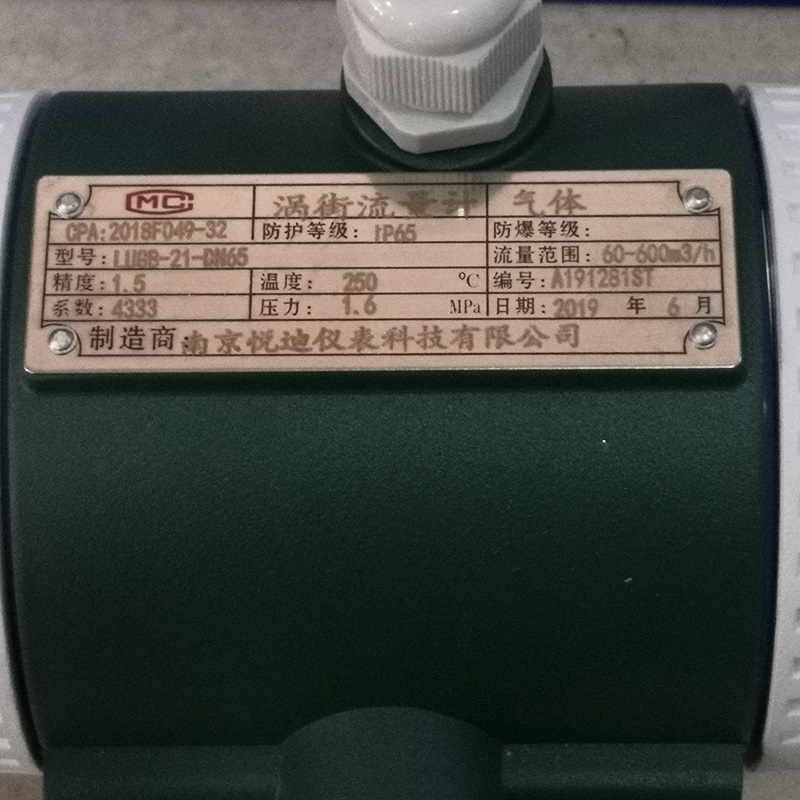 MC 涡街流量计 气体
CPA:2018F049-32 防护等级: IP65 防爆等级:
型号: LUGB-21-DN65 流量范围: 60-600m3/h
精度: 1.5 温度: 250 ℃ 编号: A191281ST
系数: 4333 压力: 1.6 MPa 日期: 2019 年 6 月
制造商: 南京悦迪仪表科技有限公司